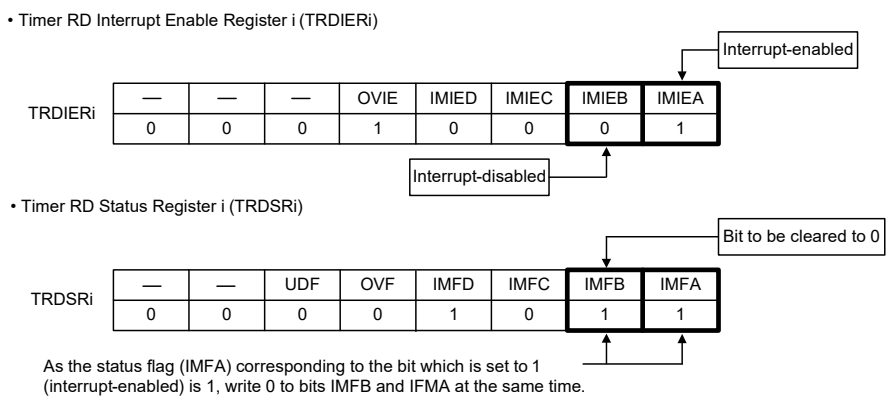 • Timer RD Interrupt Enable Register i (TRDIERi)
Interrupt-enabled
TRDIERi
— — — OVIE IMIED IMIEC IMIEB IMIEA
0 0 0 1 0 0 0 1
Interrupt-disabled
• Timer RD Status Register i (TRDSRi)
Bit to be cleared to 0
TRDSRi
— — UDF OVF IMFD IMFC IMFB IMFA
0 0 0 0 1 0 1 1
As the status flag (IMFA) corresponding to the bit which is set to 1
(interrupt-enabled) is 1, write 0 to bits IMFB and IFMA at the same time.